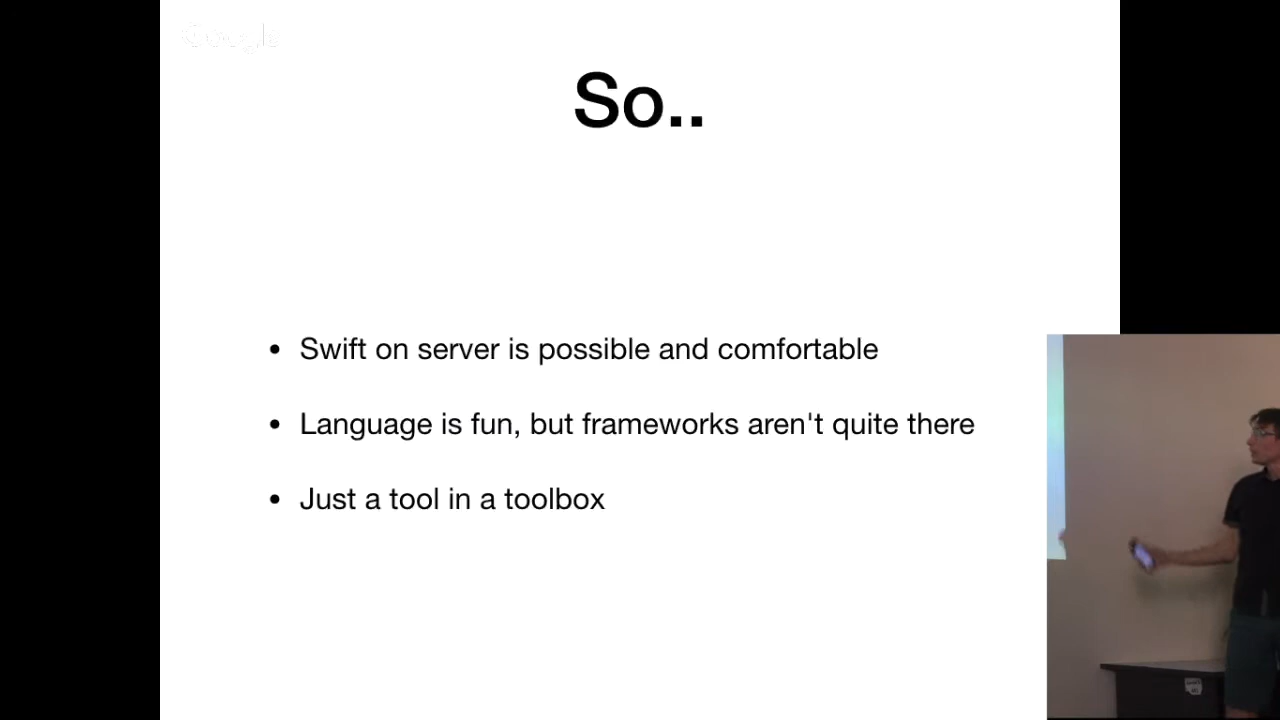 Google
So..
• Swift on server is possible and comfortable
• Language is fun, but frameworks aren't quite there
• Just a tool in a toolbox